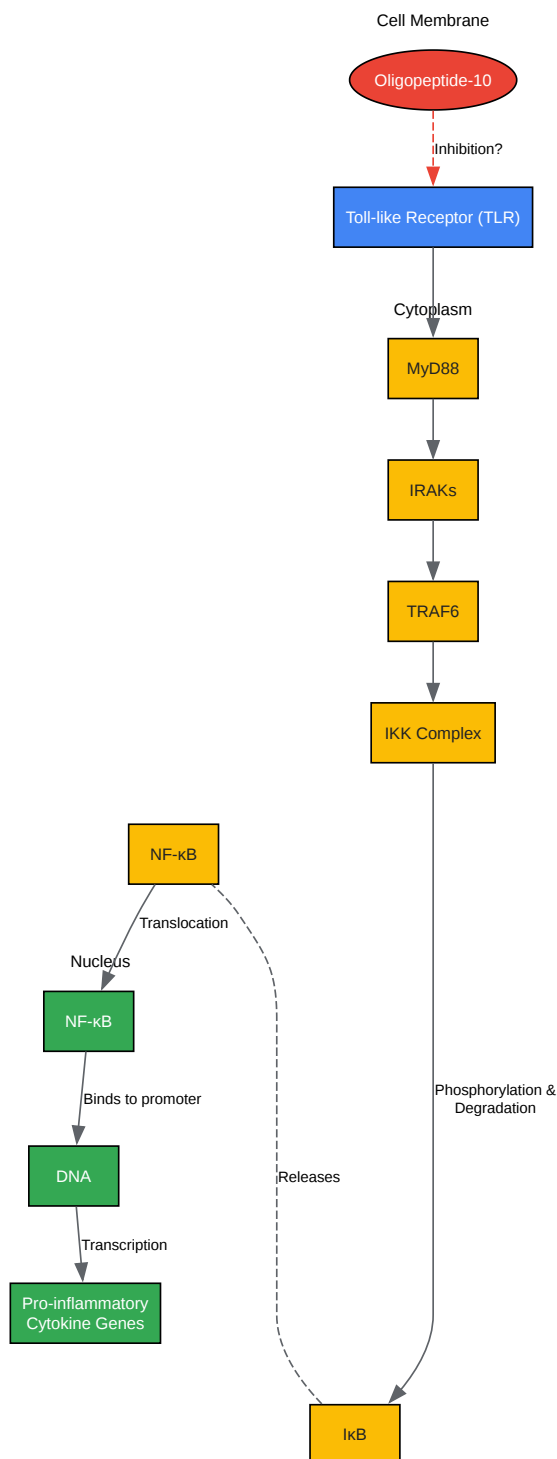 Cell Membrane
Oligopeptide-10
Inhibition?
Toll-like Receptor (TLR)
Cytoplasm
MyD88
IRAKs
TRAF6
IKK Complex
NF-κB
Translocation
Nucleus
NF-κB
Phosphorylation &
Degradation
Binds to promoter
DNA
Releases
Transcription
Pro-inflammatory
Cytokine Genes
IκB